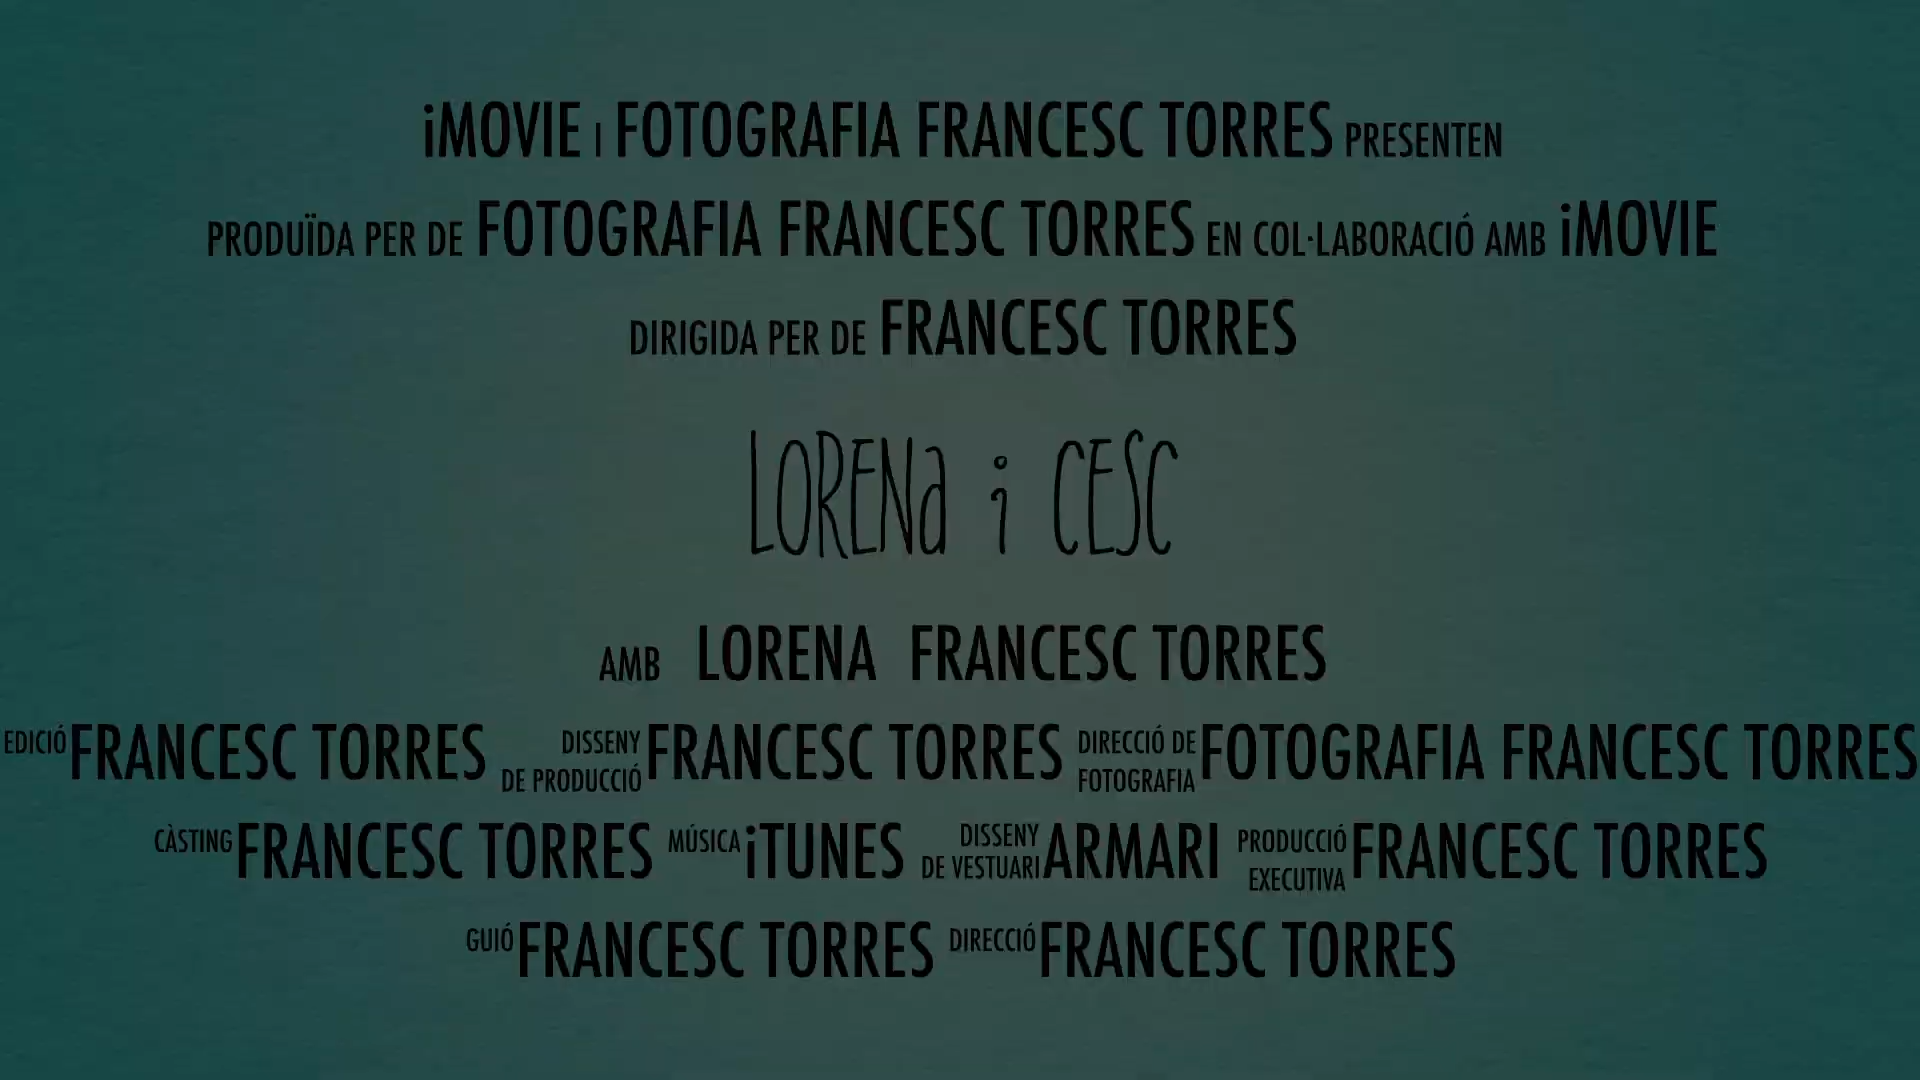 iMOVIE I FOTOGRAFIA FRANCESC TORRES PRESENTEN
PRODUÏDA PER DE FOTOGRAFIA FRANCESC TORRES EN COL·LABORACIÓ AMB iMOVIE
DIRIGIDA PER DE FRANCESC TORRES
LORENa i CESC
AMB LORENA FRANCESC TORRES
EDICIÓ FRANCESC TORRES DISSENY DE PRODUCCIÓ FRANCESC TORRES DIRECCIÓ DE FOTOGRAFIA FOTOGRAFIA FRANCESC TORRES
CÀSTING FRANCESC TORRES MÚSICA iTUNES DISSENY DE VESTUARI ARMARI PRODUCCIÓ EXECUTIVA FRANCESC TORRES
GUIÓ FRANCESC TORRES DIRECCIÓ FRANCESC TORRES